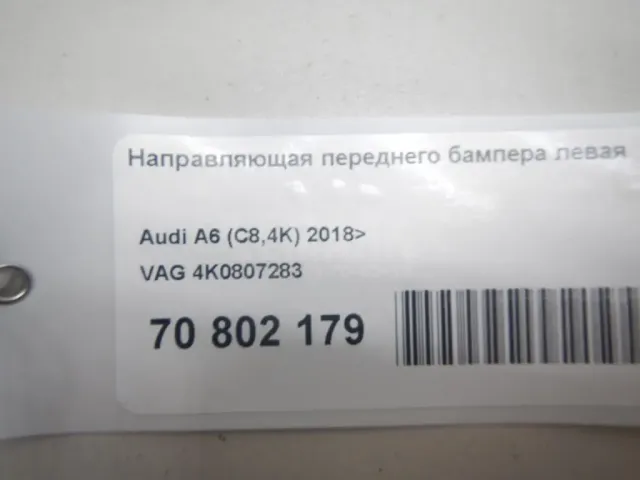 Направляющая переднего бампера левая
Audi A6 (C8,4K) 2018>
VAG 4K0807283
70 802 179